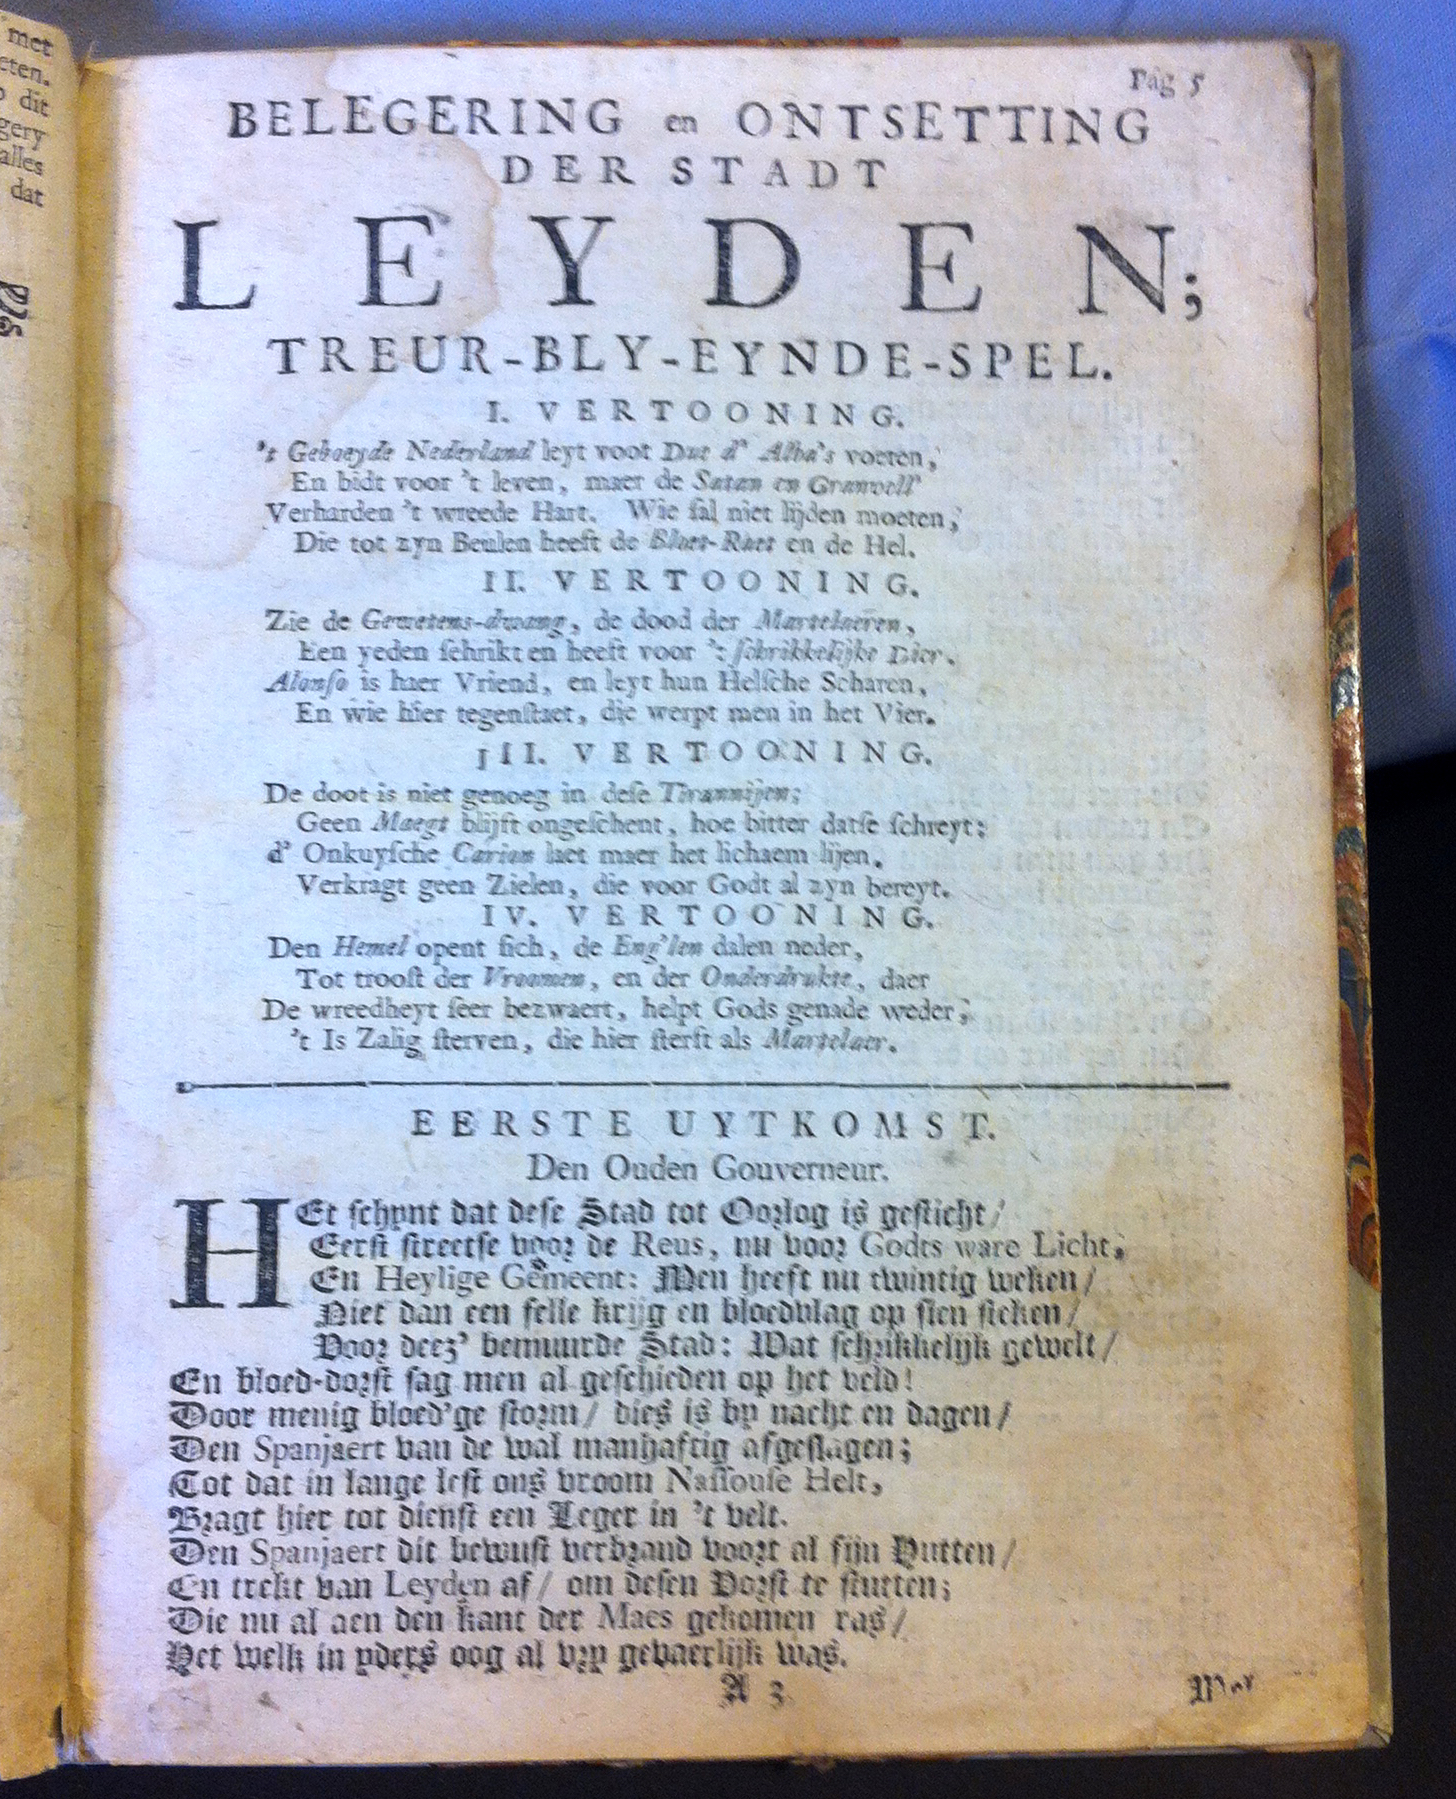 met
eten.
o dit
gery
alles
dat
Pag 5
BELEGERING en ONTSETTING
DER STADT
LEYDEN;
TREUR-BLY-EYNDE-SPEL.
I. VERTOONING.
't Geboeyde Nederland leyt voor Duc d' Alba's voeten,
En bidt voor 't leven, maer de Satan en Granvell'
Verharden 't wreede Hart. Wie sal niet lijden moeten,
Die tot zyn Beulen heeft de Bloet-Raet en de Hel.
II. VERTOONING.
Zie de Gewetens-dwang, de dood der Martelaeren,
Een yeden schrikt en heeft voor 't schrikkelijke Dier.
Alonso is haer Vriend, en leyt hun Helsche Scharen,
En wie hier tegenstaet, die werpt men in het Vier.
III. VERTOONING.
De doot is niet genoeg in dese Tirannijen;
Geen Maegt blijft ongeschent, hoe bitter datse schreyt:
d' Onkuysche Carion laet maer het lichaem lijen.
Verkragt geen Zielen, die voor Godt al zyn bereyt.
IV. VERTOONING.
Den Hemel opent sich, de Eng'len dalen neder,
Tot troost der Vroomen, en der Onderdrukte, daer
De wreedheyt seer bezwaert, helpt Gods genade weder;
't Is Zalig sterven, die hier sterft als Martelaer.
EERSTE UYTKOMST.
Den Ouden Gouverneur.
HEt schynt dat dese Stad tot Oorlog is gesticht/
Eerst streetse voor de Reus, nu voor Godts ware Licht,
En Heylige Gemeent: Men heeft nu twintig weken/
Niet dan een felle krijg en bloedvlag op sien steken/
Voor deez' bemuurde Stad: Wat schrikkelijk gewelt/
En bloed-dorst sag men al geschieden op het veld!
Door menig bloed'ge storm/ dies is by nacht en dagen/
Den Spanjaert van de wal manhaftig afgeslagen;
Tot dat in lange lest ons vroom Nassouse Helt,
Bragt hier tot dienst een Leger in 't velt.
Den Spanjaert dit bewust verbrand voort al sijn Hutten/
En trekt van Leyden af/ om desen Vorst te stutten;
Die nu al aen den kant der Maes gekomen ras/
Het welk in yders oog al vry gevaerlijk was.
A 3